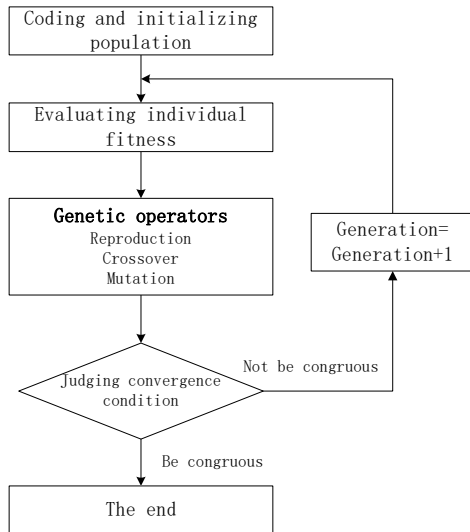 Coding and initializing
population
Evaluating individual
fitness
Genetic operators
Reproduction
Crossover
Mutation
Generation=
Generation+1
Judging convergence
condition
Not be congruous
Be congruous
The end